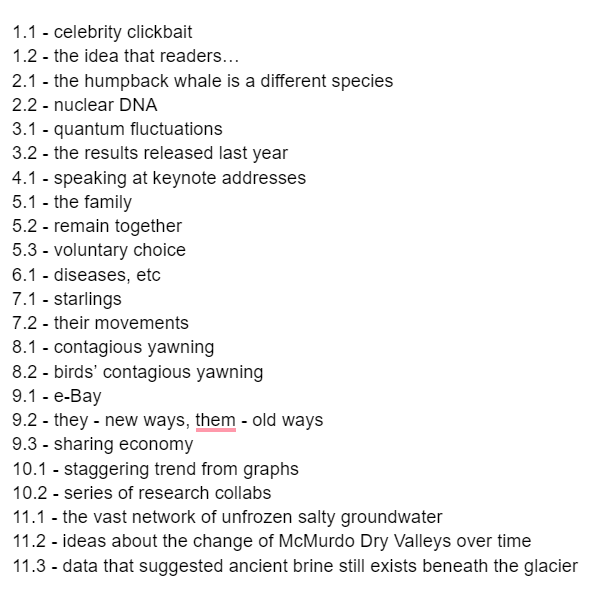 1.1 - celebrity clickbait
1.2 - the idea that readers…
2.1 - the humpback whale is a different species
2.2 - nuclear DNA
3.1 - quantum fluctuations
3.2 - the results released last year
4.1 - speaking at keynote addresses
5.1 - the family
5.2 - remain together
5.3 - voluntary choice
6.1 - diseases, etc
7.1 - starlings
7.2 - their movements
8.1 - contagious yawning
8.2 - birds’ contagious yawning
9.1 - e-Bay
9.2 - they - new ways, them - old ways
9.3 - sharing economy
10.1 - staggering trend from graphs
10.2 - series of research collabs
11.1 - the vast network of unfrozen salty groundwater
11.2 - ideas about the change of McMurdo Dry Valleys over time
11.3 - data that suggested ancient brine still exists beneath the glacier